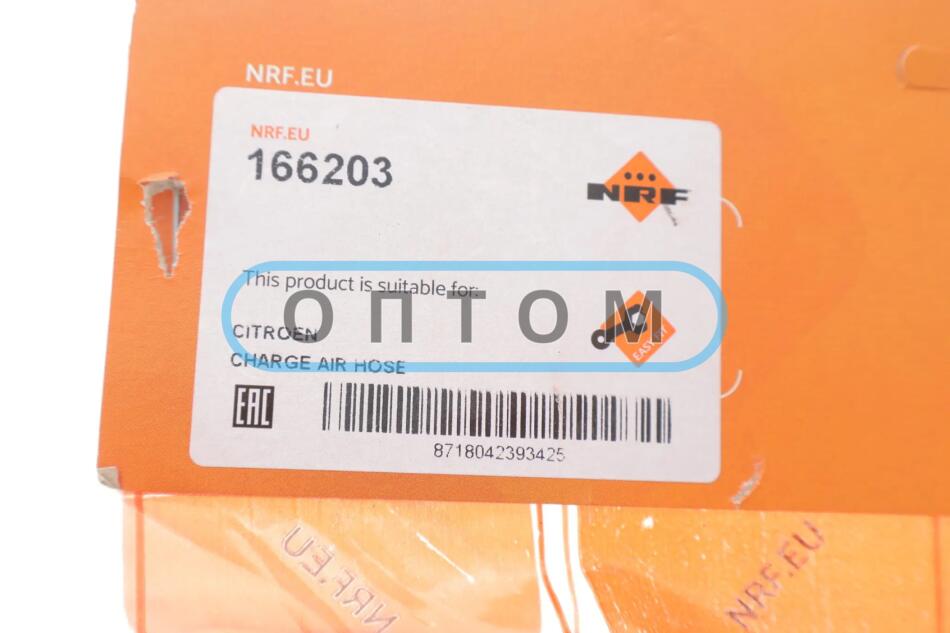 NRF.EU
NRF.EU
166203
NRF
This product is suitable for:
ОПТОМ
CITROEN
EASY FIT
CHARGE AIR HOSE
EAC
8718042393425
NRF.EU
NRF.EU